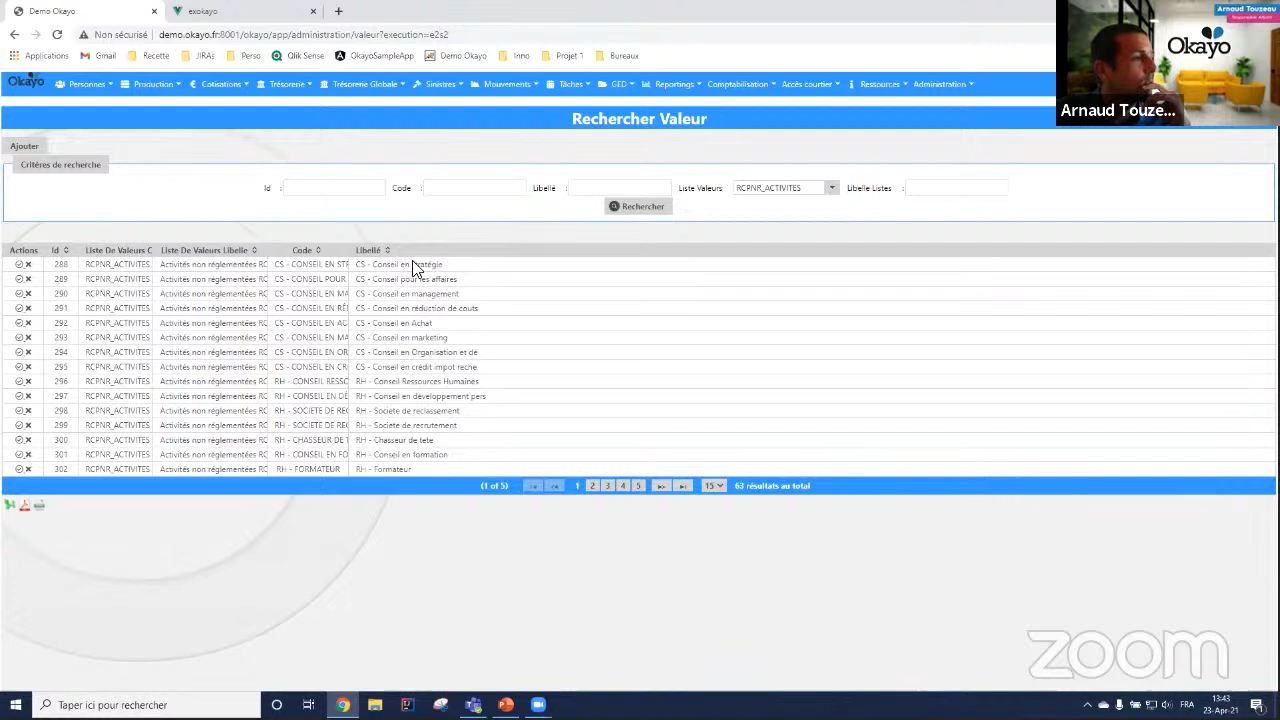 Demo Okayo
exokayo
Non sécurisé
demo.okayo.fr:8001/okayo/app/administration/valeur?execution=e2s2
Applications Gmail Recette JIRAs Perso Qlik Sense OkayoSampleApp Demo Okayo Inno Projet 1 Bureaux
Okayo Personnes Production Cotisations Trésorerie Trésorerie Globale Sinistres Mouvements Tâches GED Reportings Comptabilisation Accès courtier Ressources Administration
Arnaud Touzeau
Okayo
Arnaud Touze...
Rechercher Valeur
Ajouter
Critères de recherche
Id : Code : Libellé : Liste Valeurs RCPNR_ACTIVITES Libelle Listes :
Rechercher
Actions Id Liste De Valeurs C Liste De Valeurs Libelle Code Libellé
288 RCPNR_ACTIVITES Activités non réglementées RC CS - CONSEIL EN STR CS - Conseil en stratégie
289 RCPNR_ACTIVITES Activités non réglementées RC CS - CONSEIL POUR CS - Conseil pour les affaires
290 RCPNR_ACTIVITES Activités non réglementées RC CS - CONSEIL EN MA CS - Conseil en management
291 RCPNR_ACTIVITES Activités non réglementées RC CS - CONSEIL EN RÉ CS - Conseil en réduction de couts
292 RCPNR_ACTIVITES Activités non réglementées RC CS - CONSEIL EN AC CS - Conseil en Achat
293 RCPNR_ACTIVITES Activités non réglementées RC CS - CONSEIL EN MA CS - Conseil en marketing
294 RCPNR_ACTIVITES Activités non réglementées RC CS - CONSEIL EN OR CS - Conseil en Organisation et dé
295 RCPNR_ACTIVITES Activités non réglementées RC CS - CONSEIL EN CR CS - Conseil en crédit impot reche
296 RCPNR_ACTIVITES Activités non réglementées RC RH - CONSEIL RESSO RH - Conseil Ressources Humaines
297 RCPNR_ACTIVITES Activités non réglementées RC RH - CONSEIL EN DÉ RH - Conseil en développement pers
298 RCPNR_ACTIVITES Activités non réglementées RC RH - SOCIETE DE REC RH - Societe de reclassement
299 RCPNR_ACTIVITES Activités non réglementées RC RH - SOCIETE DE REC RH - Societe de recrutement
300 RCPNR_ACTIVITES Activités non réglementées RC RH - CHASSEUR DE T RH - Chasseur de tete
301 RCPNR_ACTIVITES Activités non réglementées RC RH - CONSEIL EN FO RH - Conseil en formation
302 RCPNR_ACTIVITES Activités non réglementées RC RH - FORMATEUR RH - Formateur
(1 of 5) 1 2 3 4 5 15 63 résultats au total
zoom
Taper ici pour rechercher
FRA
13:43
23-Apr-21